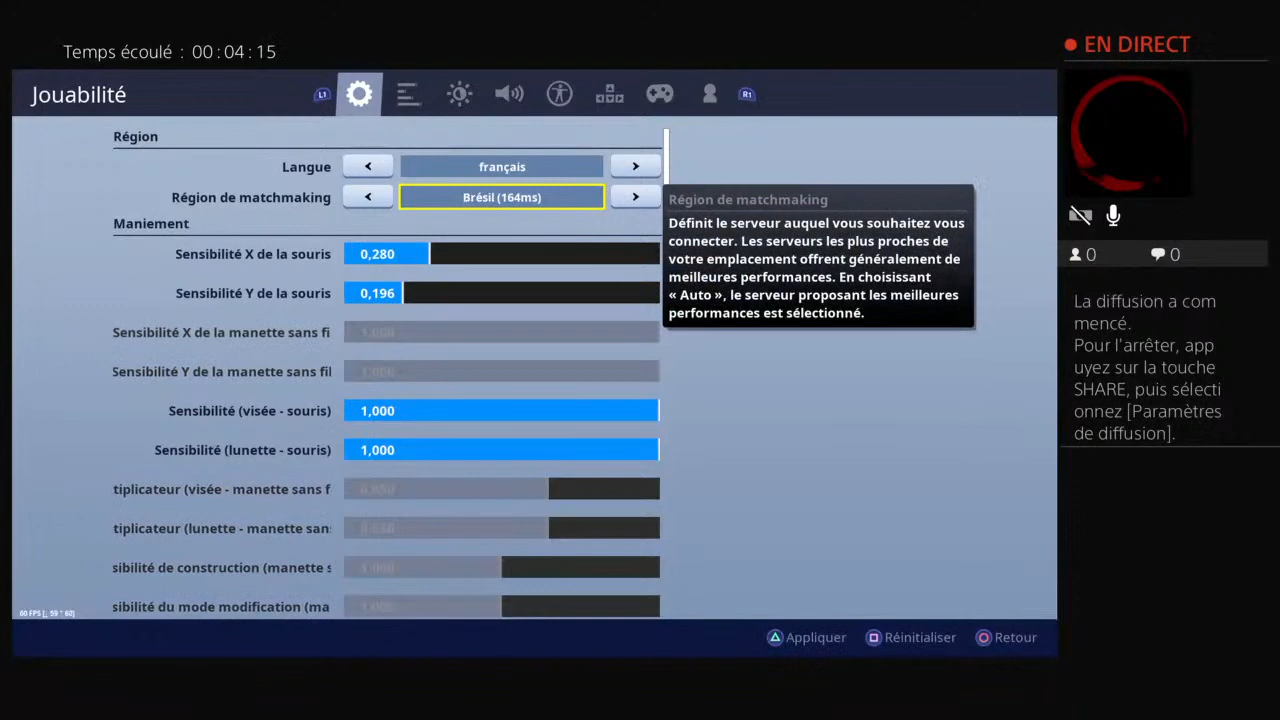 Temps écoulé : 00:04:15
EN DIRECT
Jouabilité
L1
R1
Région
Langue
français
Région de matchmaking
Brésil (164ms)
Région de matchmaking
Définit le serveur auquel vous souhaitez vous
connecter. Les serveurs les plus proches de
votre emplacement offrent généralement de
meilleures performances. En choisissant
« Auto », le serveur proposant les meilleures
performances est sélectionné.
Maniement
Sensibilité X de la souris
0,280
Sensibilité Y de la souris
0,196
Sensibilité X de la manette sans fi
Sensibilité Y de la manette sans fil
Sensibilité (visée - souris)
1,000
Sensibilité (lunette - souris)
1,000
tiplicateur (visée - manette sans f
tiplicateur (lunette - manette san
sibilité de construction (manette s
sibilité du mode modification (ma
0
0
La diffusion a com
mencé.
Pour l'arrêter, app
uyez sur la touche
SHARE, puis sélecti
onnez [Paramètres
de diffusion].
Appliquer
Réinitialiser
Retour